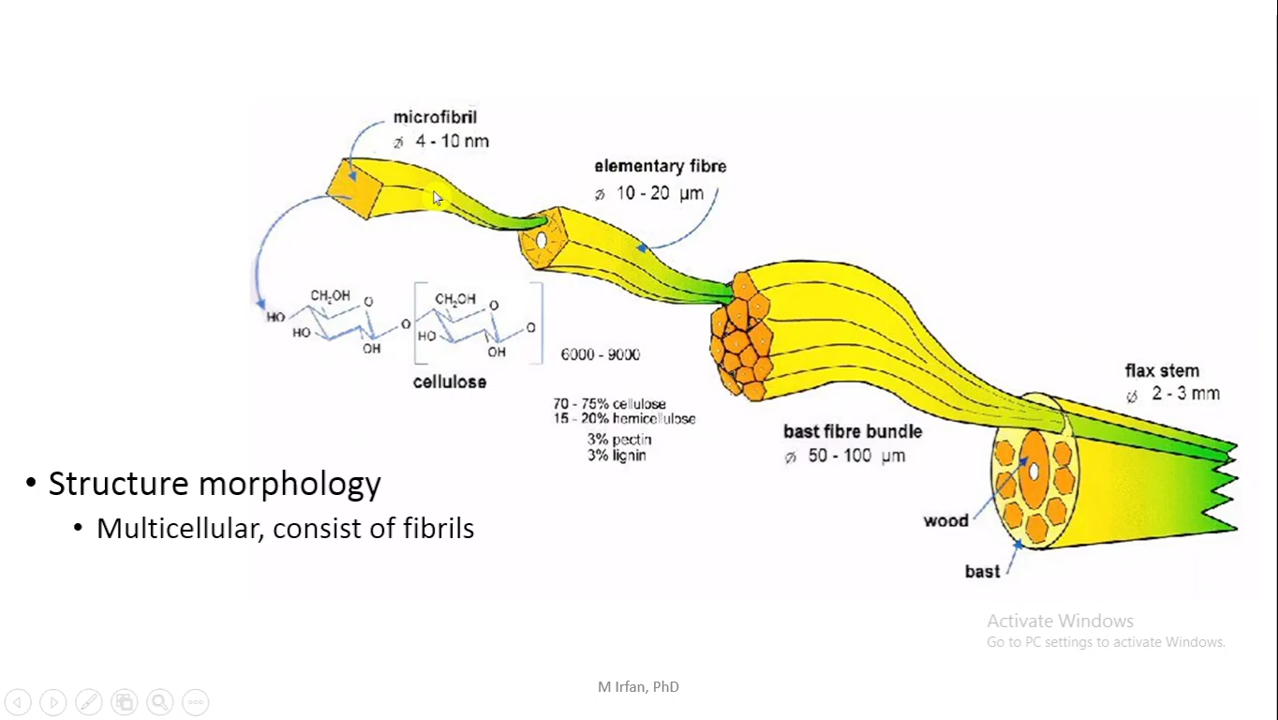 microfibril
⌀ 4 - 10 nm
elementary fibre
⌀ 10 - 20 µm
CH2OH
O
HO
HO
OH
O
CH2OH
O
HO
OH
O
6000 - 9000
cellulose
70 - 75% cellulose
15 - 20% hemicellulose
3% pectin
3% lignin
flax stem
⌀ 2 - 3 mm
bast fibre bundle
⌀ 50 - 100 µm
wood
bast
• Structure morphology
• Multicellular, consist of fibrils
Activate Windows
Go to PC settings to activate Windows.
M Irfan, PhD